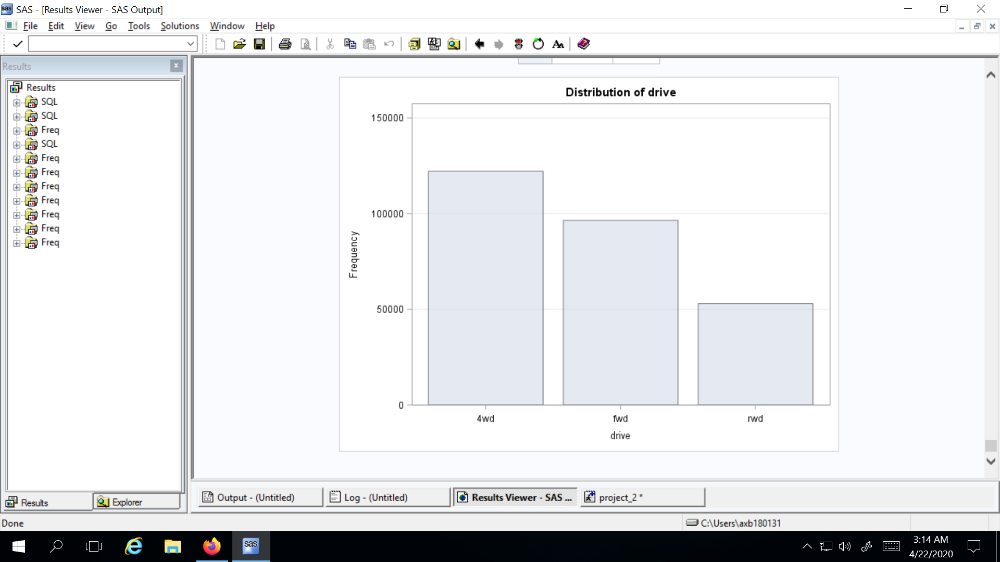 SAS - [Results Viewer - SAS Output]
File Edit View Go Tools Solutions Window Help
Results
Results
SQL
SQL
Freq
SQL
Freq
Freq
Freq
Freq
Freq
Freq
Freq
Distribution of drive
150000
100000
50000
0
Frequency
4wd fwd rwd
drive
Results Explorer
Output - (Untitled) Log - (Untitled) Results Viewer - SAS ... project_2 *
Done C:\Users\axb180131
sas
3:14 AM
4/22/2020